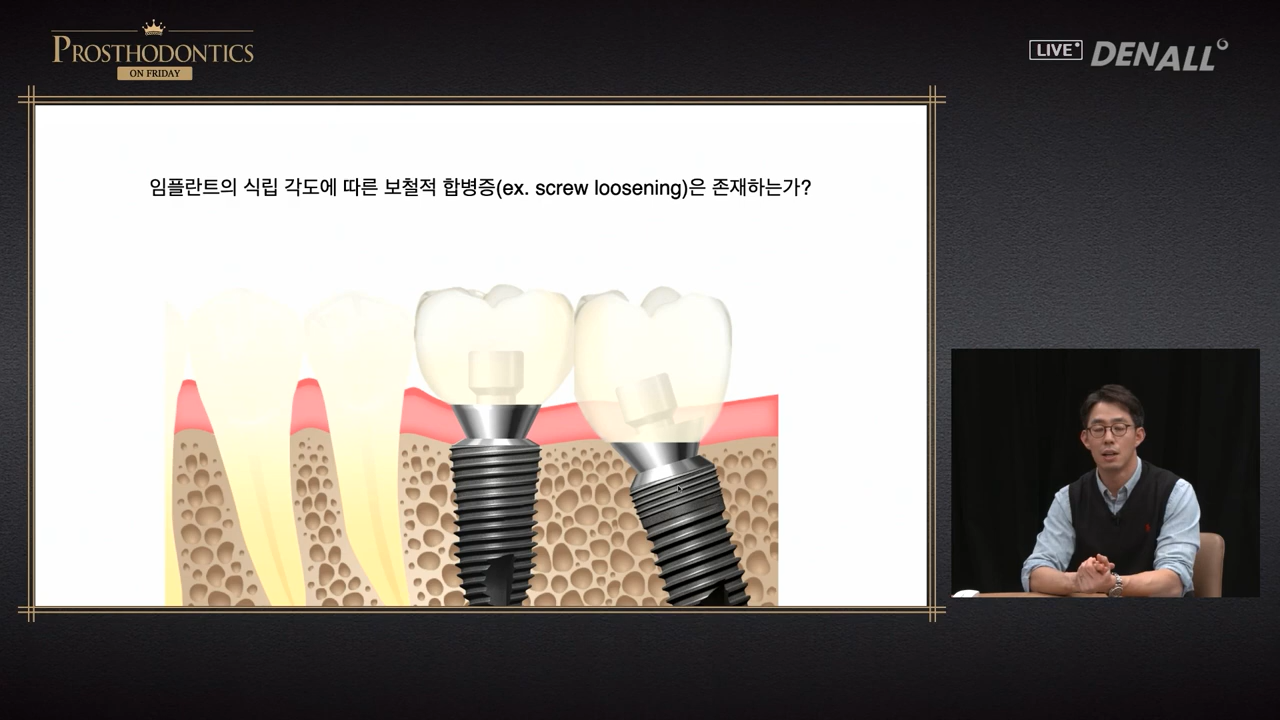 PROSTHODONTICS
ON FRIDAY
LIVE
DENALL
임플란트의 식립 각도에 따른 보철적 합병증(ex. screw loosening)은 존재하는가?